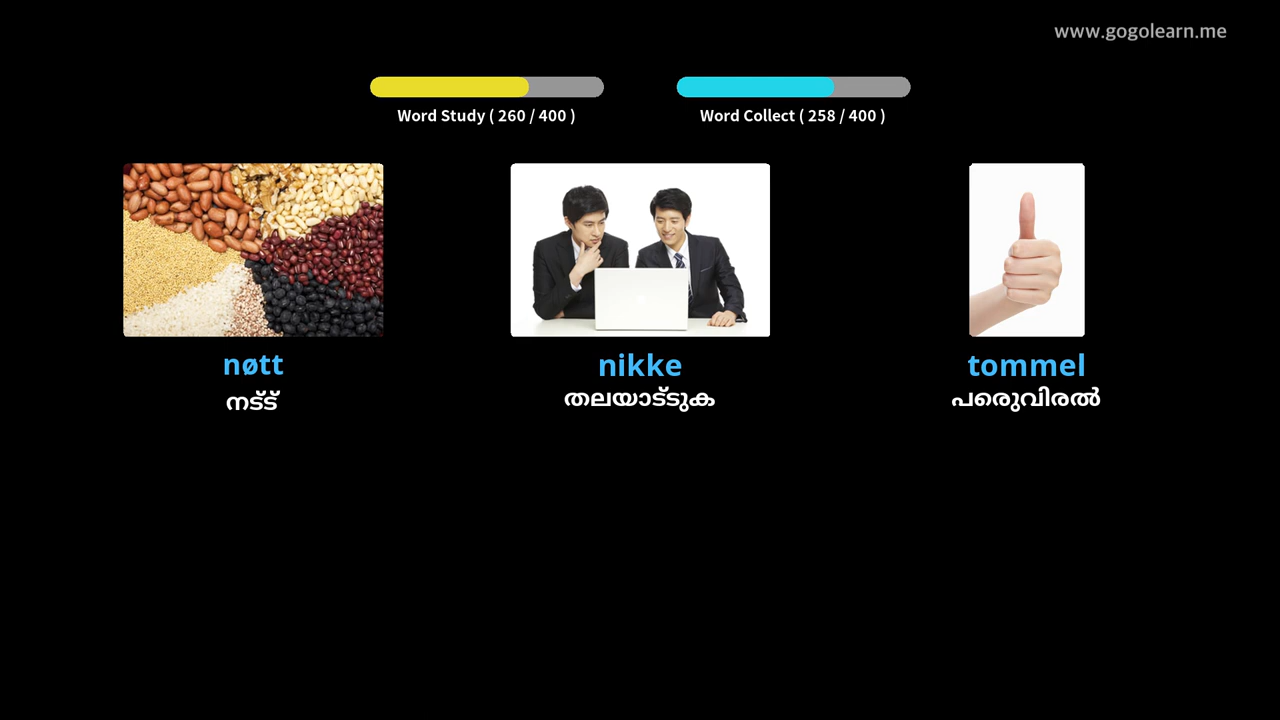 www.gogolearn.me
Word Study ( 260 / 400 )
Word Collect ( 258 / 400 )
nøtt
nikke
tommel
നട്ട്
തലയാട്ടുക
പെരുവിരൽ